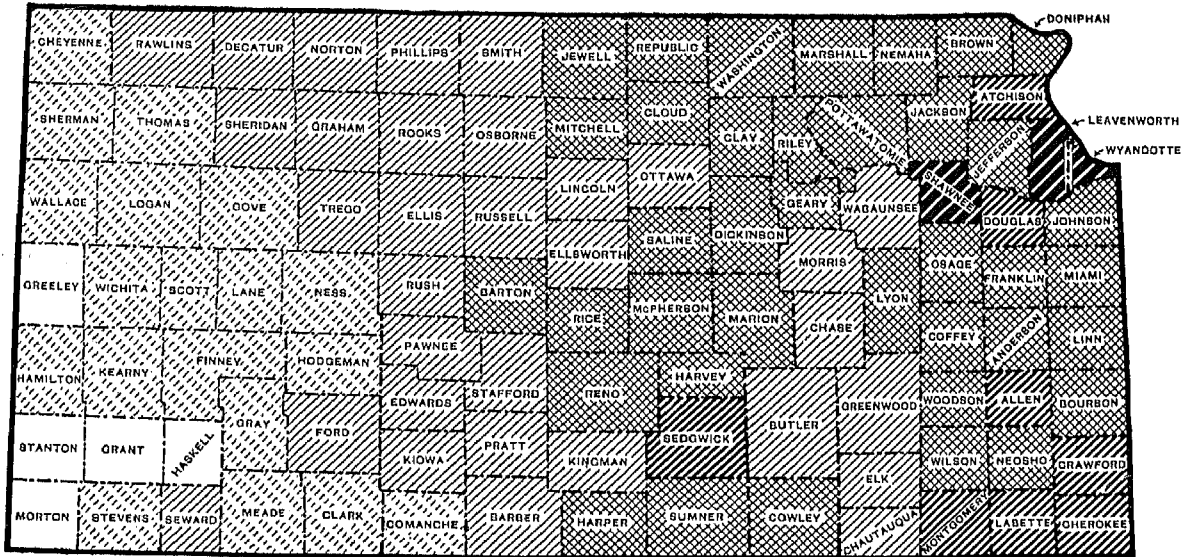 DONIPHAN
CHEYENNE
RAWLINS
DECATUR
NORTON
PHILLIPS
SMITH
JEWELL
REPUBLIC
WASHINGTON
MARSHALL
NEMAHA
BROWN
ATCHISON
LEAVENWORTH
WYANDOTTE
SHERMAN
THOMAS
SHERIDAN
GRAHAM
ROOKS
OSBORNE
MITCHELL
CLOUD
CLAY
RILEY
POTTAWATOMIE
JACKSON
JEFFERSON
LINCOLN
OTTAWA
GEARY
WABAUNSEE
SHAWNEE
DOUGLAS
JOHNSON
WALLACE
LOGAN
GOVE
TREGO
ELLIS
RUSSELL
ELLSWORTH
SALINE
DICKINSON
MORRIS
OSAGE
FRANKLIN
MIAMI
GREELEY
WICHITA
SCOTT
LANE
NESS
RUSH
BARTON
RICE
McPHERSON
MARION
CHASE
LYON
COFFEY
ANDERSON
LINN
HAMILTON
KEARNY
FINNEY
HODGEMAN
PAWNEE
EDWARDS
STAFFORD
RENO
HARVEY
BUTLER
GREENWOOD
WOODSON
ALLEN
BOURBON
STANTON
GRANT
HASKELL
GRAY
FORD
KIOWA
PRATT
KINGMAN
SEDGWICK
ELK
WILSON
NEOSHO
CRAWFORD
MORTON
STEVENS
SEWARD
MEADE
CLARK
COMANCHE
BARBER
HARPER
SUMNER
COWLEY
CHAUTAUQUA
MONTGOMERY
LABETTE
CHEROKEE